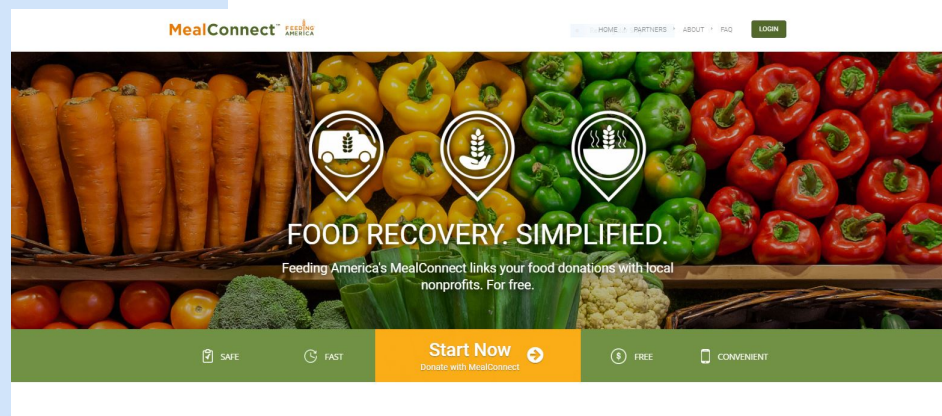 MealConnect™ FEEDING AMERICA
HOME PARTNERS ABOUT FAQ LOGIN
FOOD RECOVERY. SIMPLIFIED.
Feeding America's MealConnect links your food donations with local
nonprofits. For free.
SAFE FAST Start Now FREE CONVENIENT
Donate with MealConnect